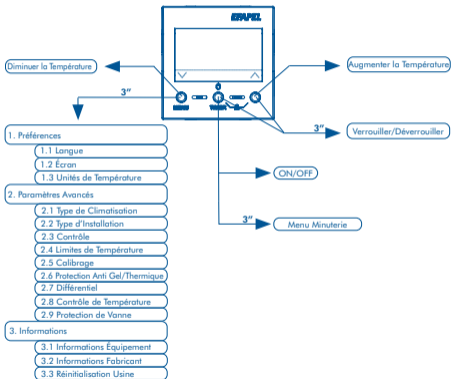 EFAPEL
Diminuer la Température
Augmenter la Température
3”
MENU
3”
Verrouiller/Déverrouiller
ON/OFF
3”
Menu Minuterie
1. Préférences
1.1 Langue
1.2 Écran
1.3 Unités de Température
2. Paramètres Avancés
2.1 Type de Climatisation
2.2 Type d’Installation
2.3 Contrôle
2.4 Limites de Température
2.5 Calibrage
2.6 Protection Anti Gel/Thermique
2.7 Différentiel
2.8 Contrôle de Température
2.9 Protection de Vanne
3. Informations
3.1 Informations Équipement
3.2 Informations Fabricant
3.3 Réinitialisation Usine